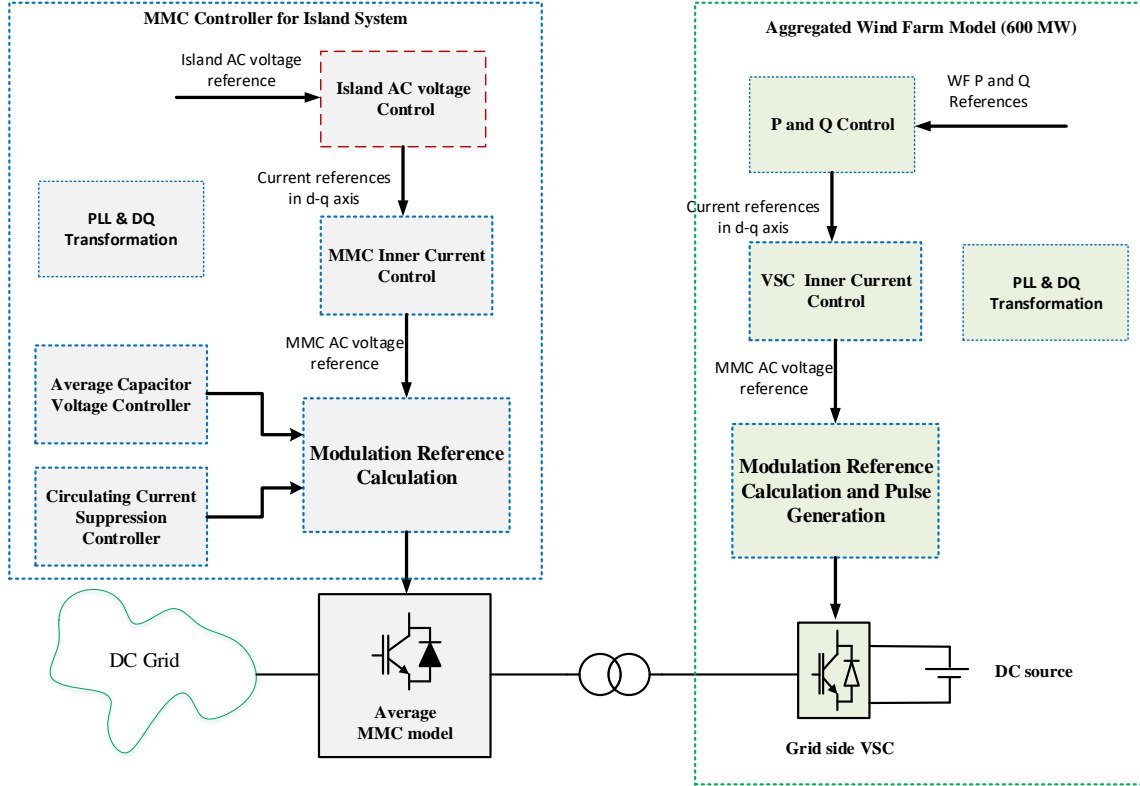 MMC Controller for Island System
Island AC voltage
reference
Island AC voltage
Control
Current references
in d-q axis
PLL & DQ
Transformation
MMC Inner Current
Control
MMC AC voltage
reference
Average Capacitor
Voltage Controller
Modulation Reference
Calculation
Circulating Current
Suppression
Controller
DC Grid
Average
MMC model
Aggregated Wind Farm Model (600 MW)
WF P and Q
References
P and Q Control
Current references
in d-q axis
VSC Inner Current
Control
PLL & DQ
Transformation
MMC AC voltage
reference
Modulation Reference
Calculation and Pulse
Generation
DC source
Grid side VSC